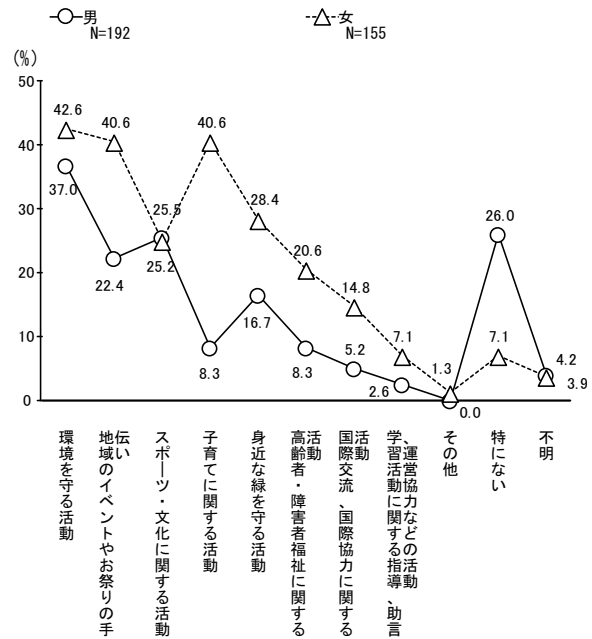 男
N=192
女
N=155
(%)
50
40
30
20
10
0
42.6
40.6
25.5
40.6
28.4
20.6
14.8
7.1
1.3
7.1
4.2
37.0
22.4
25.2
8.3
16.7
8.3
5.2
2.6
0.0
26.0
3.9
環境を守る活動
地域のイベントやお祭りの手
伝い
スポーツ・文化に関する活動
子育てに関する活動
身近な緑を守る活動
高齢者・障害者福祉に関する
活動
国際交流、国際協力に関する
活動
学習活動に関する指導、助言
、運営協力などの活動
その他
特にない
不明